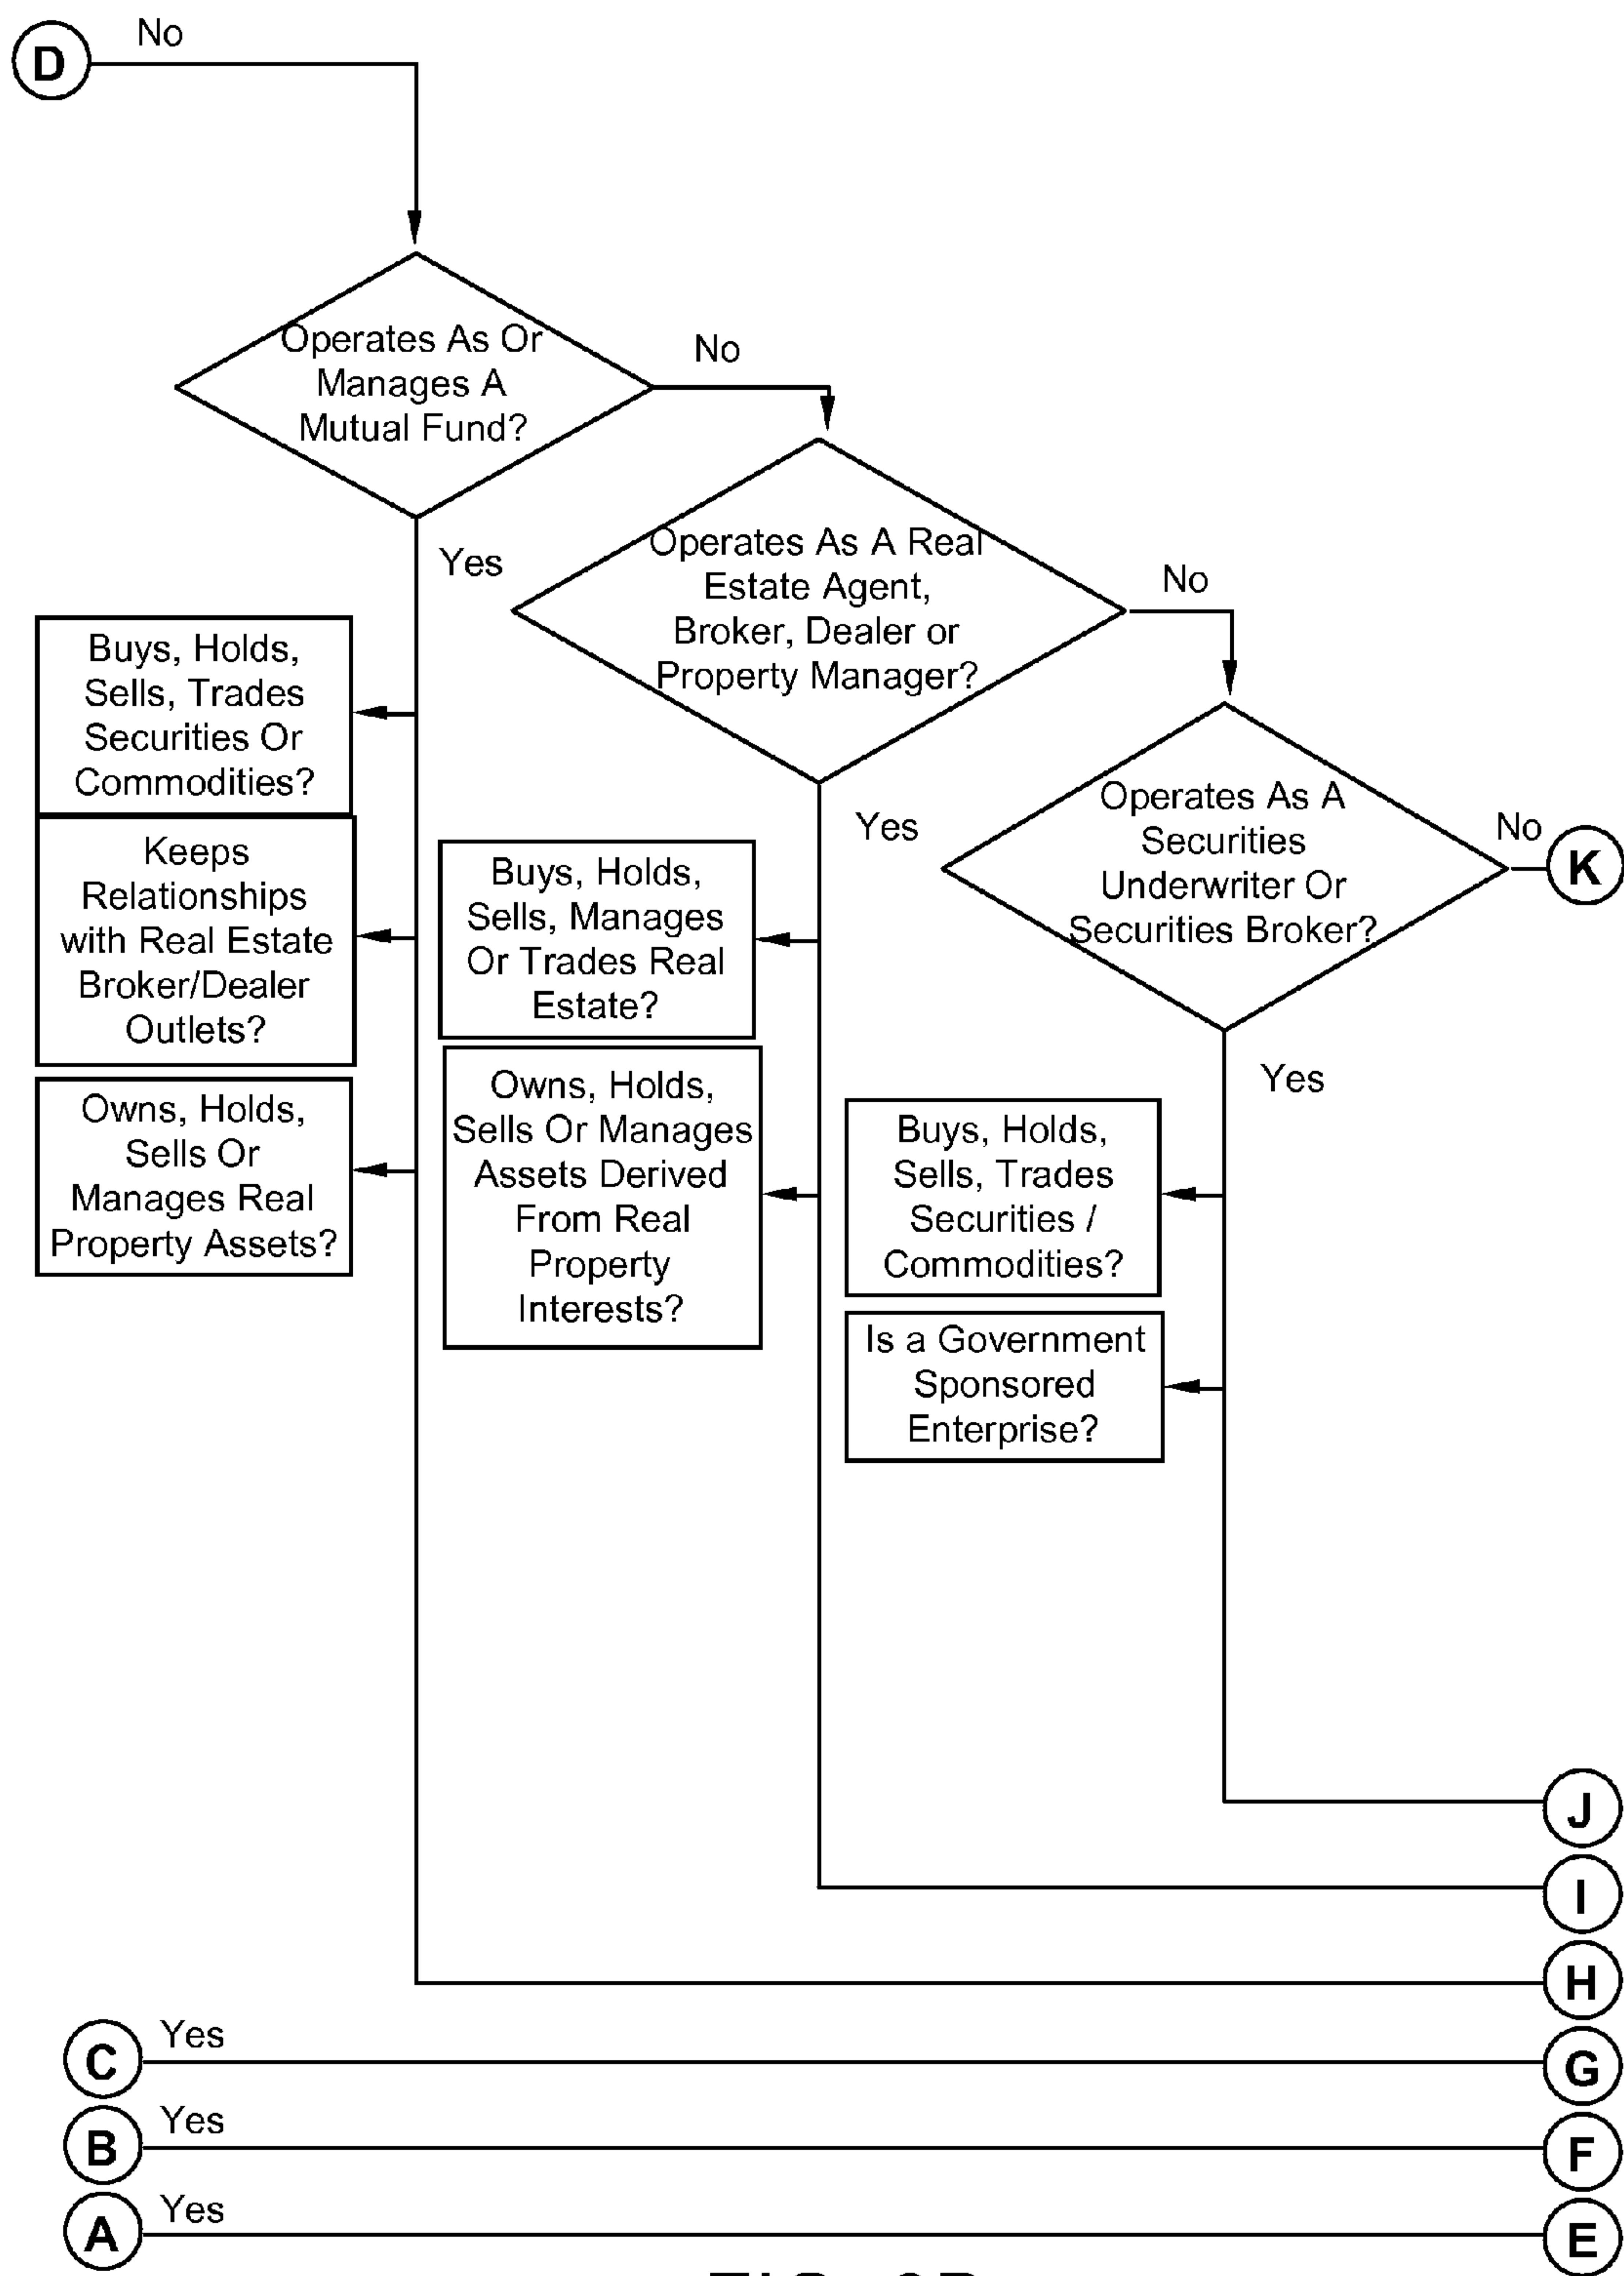 No
D
Operates As Or
Manages A
Mutual Fund?
No
Yes
Operates As A Real
Estate Agent,
Broker, Dealer or
Property Manager?
No
Yes
Operates As A
Securities
Underwriter Or
Securities Broker?
No
K
Yes
Buys, Holds,
Sells, Trades
Securities Or
Commodities?
Keeps
Relationships
with Real Estate
Broker/Dealer
Outlets?
Owns, Holds,
Sells Or
Manages Real
Property Assets?
Buys, Holds,
Sells, Manages
Or Trades Real
Estate?
Owns, Holds,
Sells Or Manages
Assets Derived
From Real
Property
Interests?
Buys, Holds,
Sells, Trades
Securities /
Commodities?
Is a Government
Sponsored
Enterprise?
J
I
H
C Yes
G
B Yes
F
A Yes
E